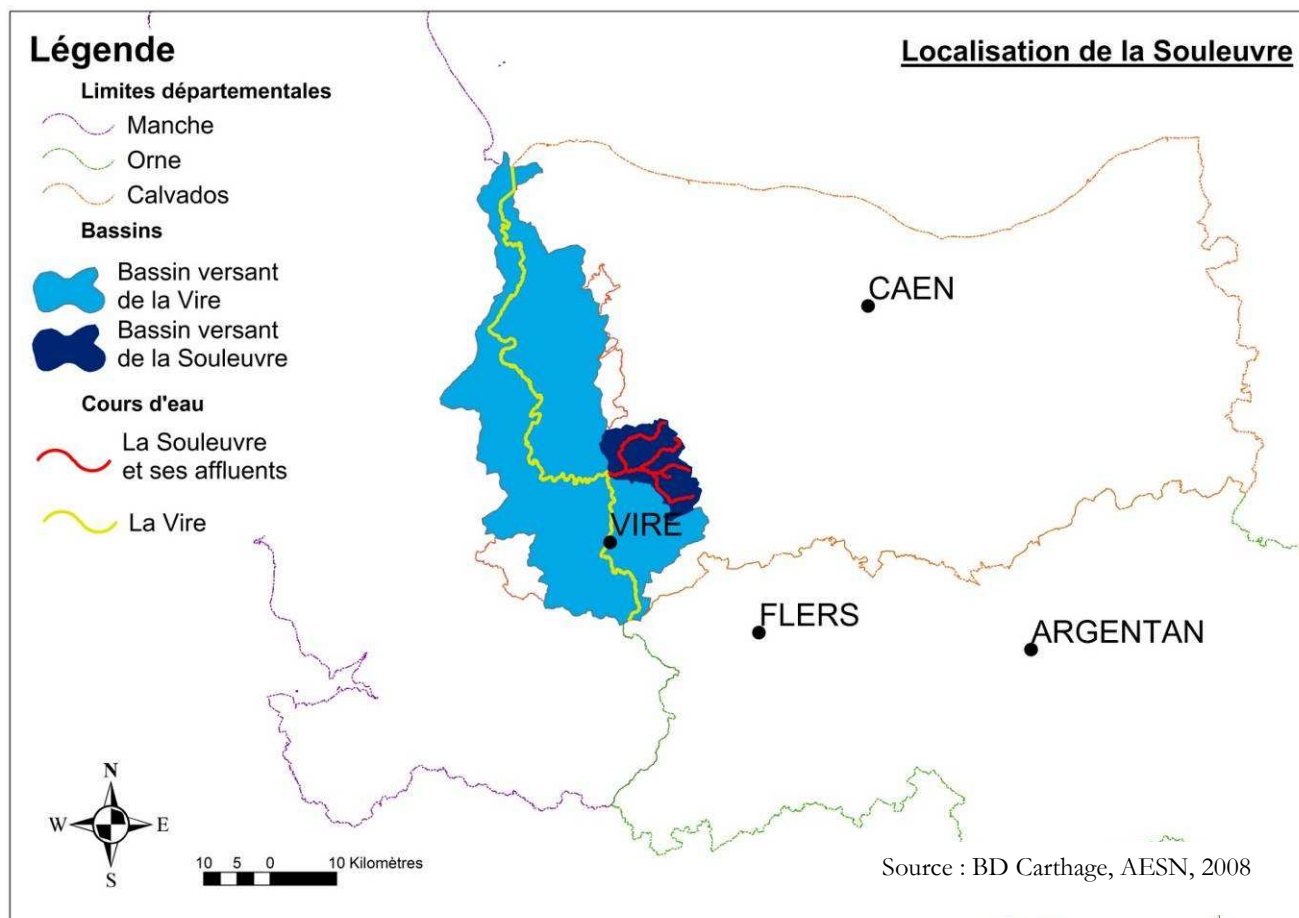 Légende
Localisation de la Souleuvre
Limites départementales
Manche
Orne
Calvados
Bassins
Bassin versant
de la Vire
Bassin versant
de la Souleuvre
Cours d'eau
La Souleuvre
et ses affluents
La Vire
CAEN
VIRE
FLERS
ARGENTAN
N
W E
S
10 5 0 10 Kilomètres
Source : BD Carthage, AESN, 2008